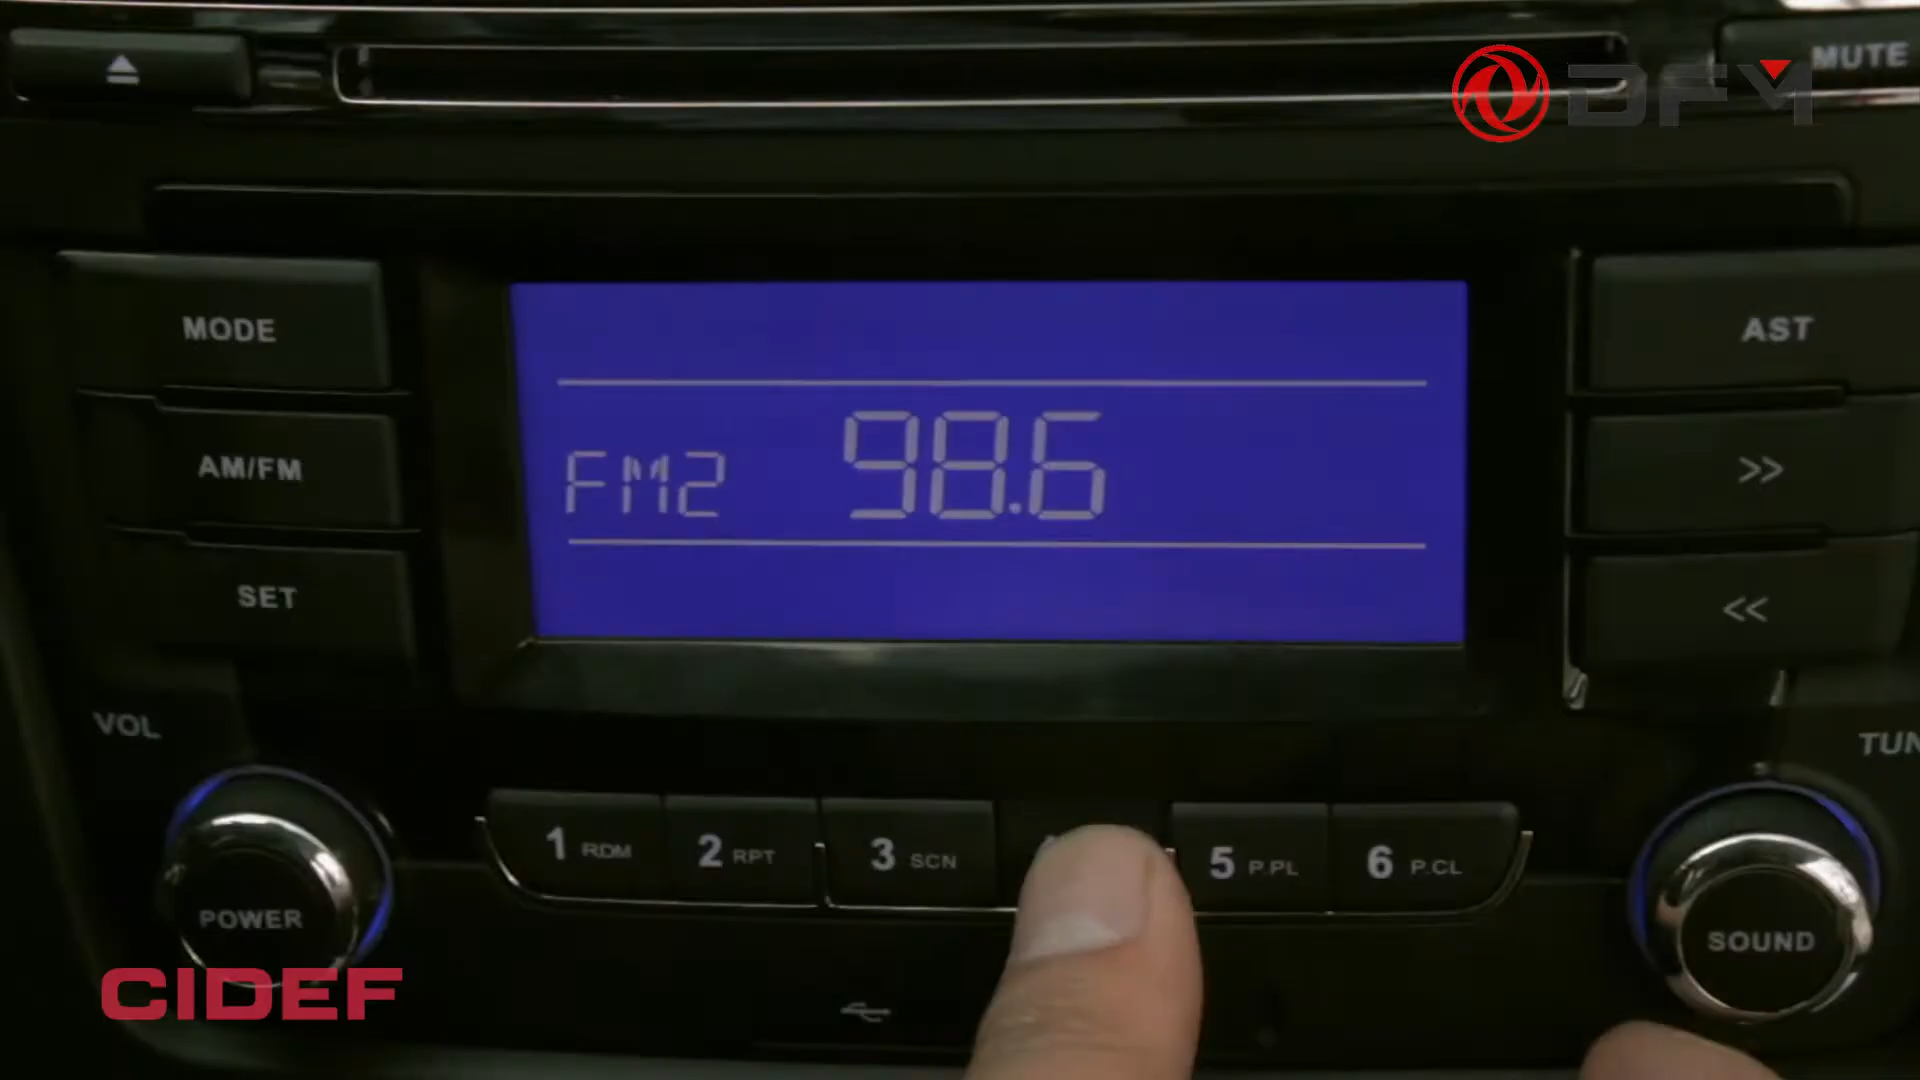 MUTE
DFM
MODE
AST
AM/FM
FM2 98.6
>>
SET
<<
VOL
TUN
1 RDM
2 RPT
3 SCN
5 P.PL
6 P.CL
POWER
SOUND
CIDEF